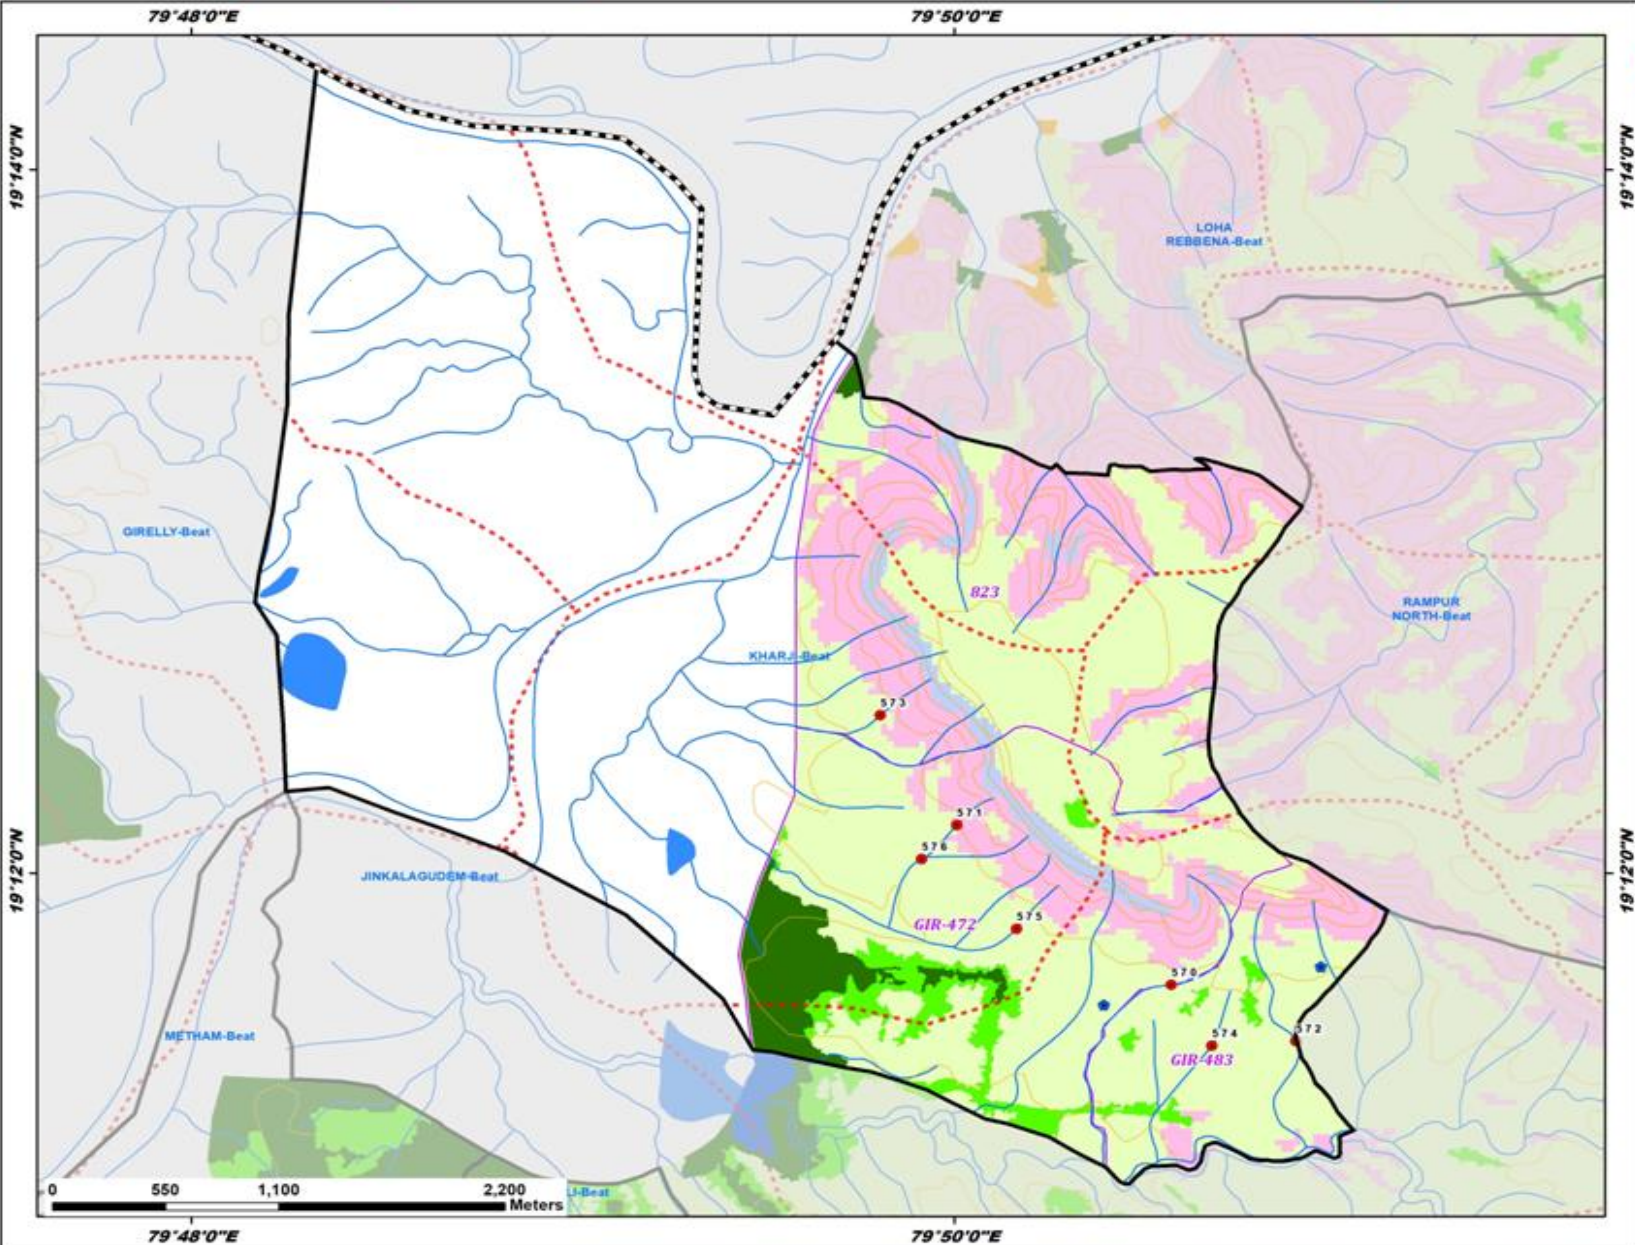 79°48'0"E
79°50'0"E
19°14'0"N
19°14'0"N
LOHA
REBBENA-Beat
GIRELLY-Beat
823
RAMPUR
NORTH-Beat
KHARJI-Beat
573
571
576
19°12'0"N
19°12'0"N
JINKALAGUDEM-Beat
GIR-472
575
570
METHAM-Beat
574
572
GIR-483
0 550 1,100 2,200
Meters
LI-Beat
79°48'0"E
79°50'0"E